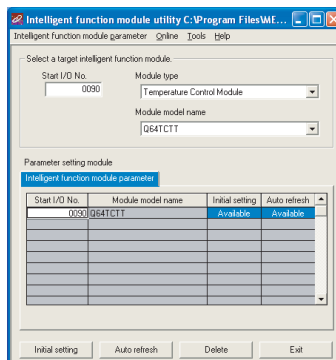 Intelligent function module utility C:\Program Files\ME...
Intelligent function module parameter Online Tools Help
Select a target intelligent function module.
Start I/O No. Module type
0090 Temperature Control Module
Module model name
Q64TCTT
Parameter setting module
Intelligent function module parameter
Start I/O No. Module model name Initial setting Auto refresh
0090 Q64TCTT Available Available
Initial setting Auto refresh Delete Exit